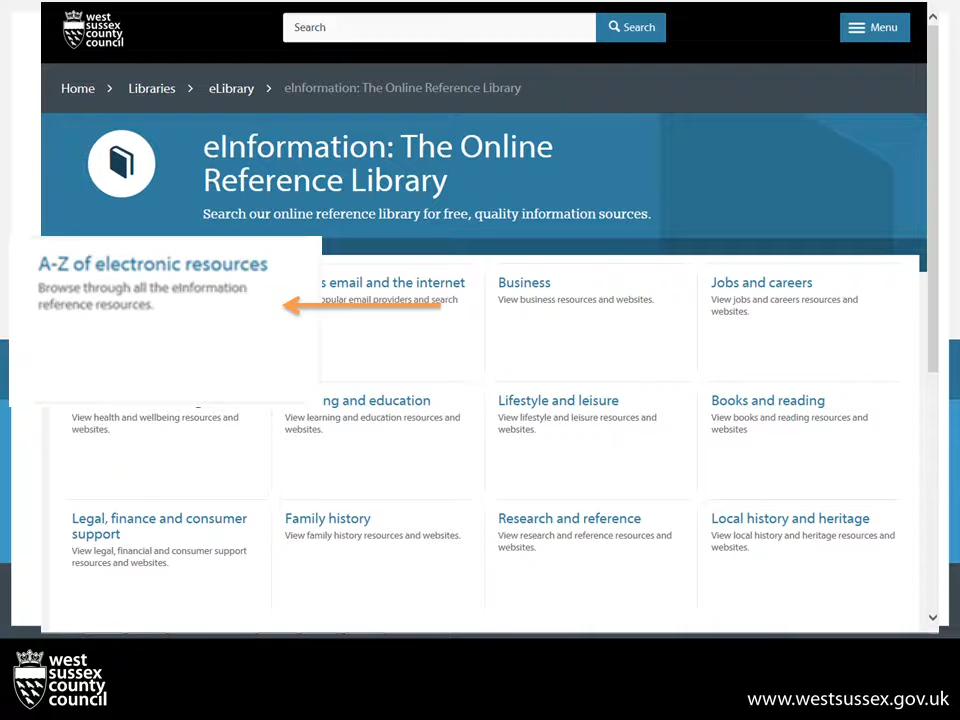 west
sussex
county
council
Search
Search
Menu
Home > Libraries > eLibrary > eInformation: The Online Reference Library
eInformation: The Online
Reference Library
Search our online reference library for free, quality information sources.
A-Z of electronic resources
Browse through all the eInformation
reference resources.
s email and the internet
opular email providers and search
Business
View business resources and websites.
Jobs and careers
View jobs and careers resources and
websites.
View health and wellbeing resources and
websites.
ng and education
View learning and education resources and
websites.
Lifestyle and leisure
View lifestyle and leisure resources and
websites.
Books and reading
View books and reading resources and
websites
Legal, finance and consumer
support
View legal, financial and consumer support
resources and websites.
Family history
View family history resources and websites.
Research and reference
View research and reference resources and
websites.
Local history and heritage
View local history and heritage resources and
websites.
west
sussex
county
council
www.westsussex.gov.uk